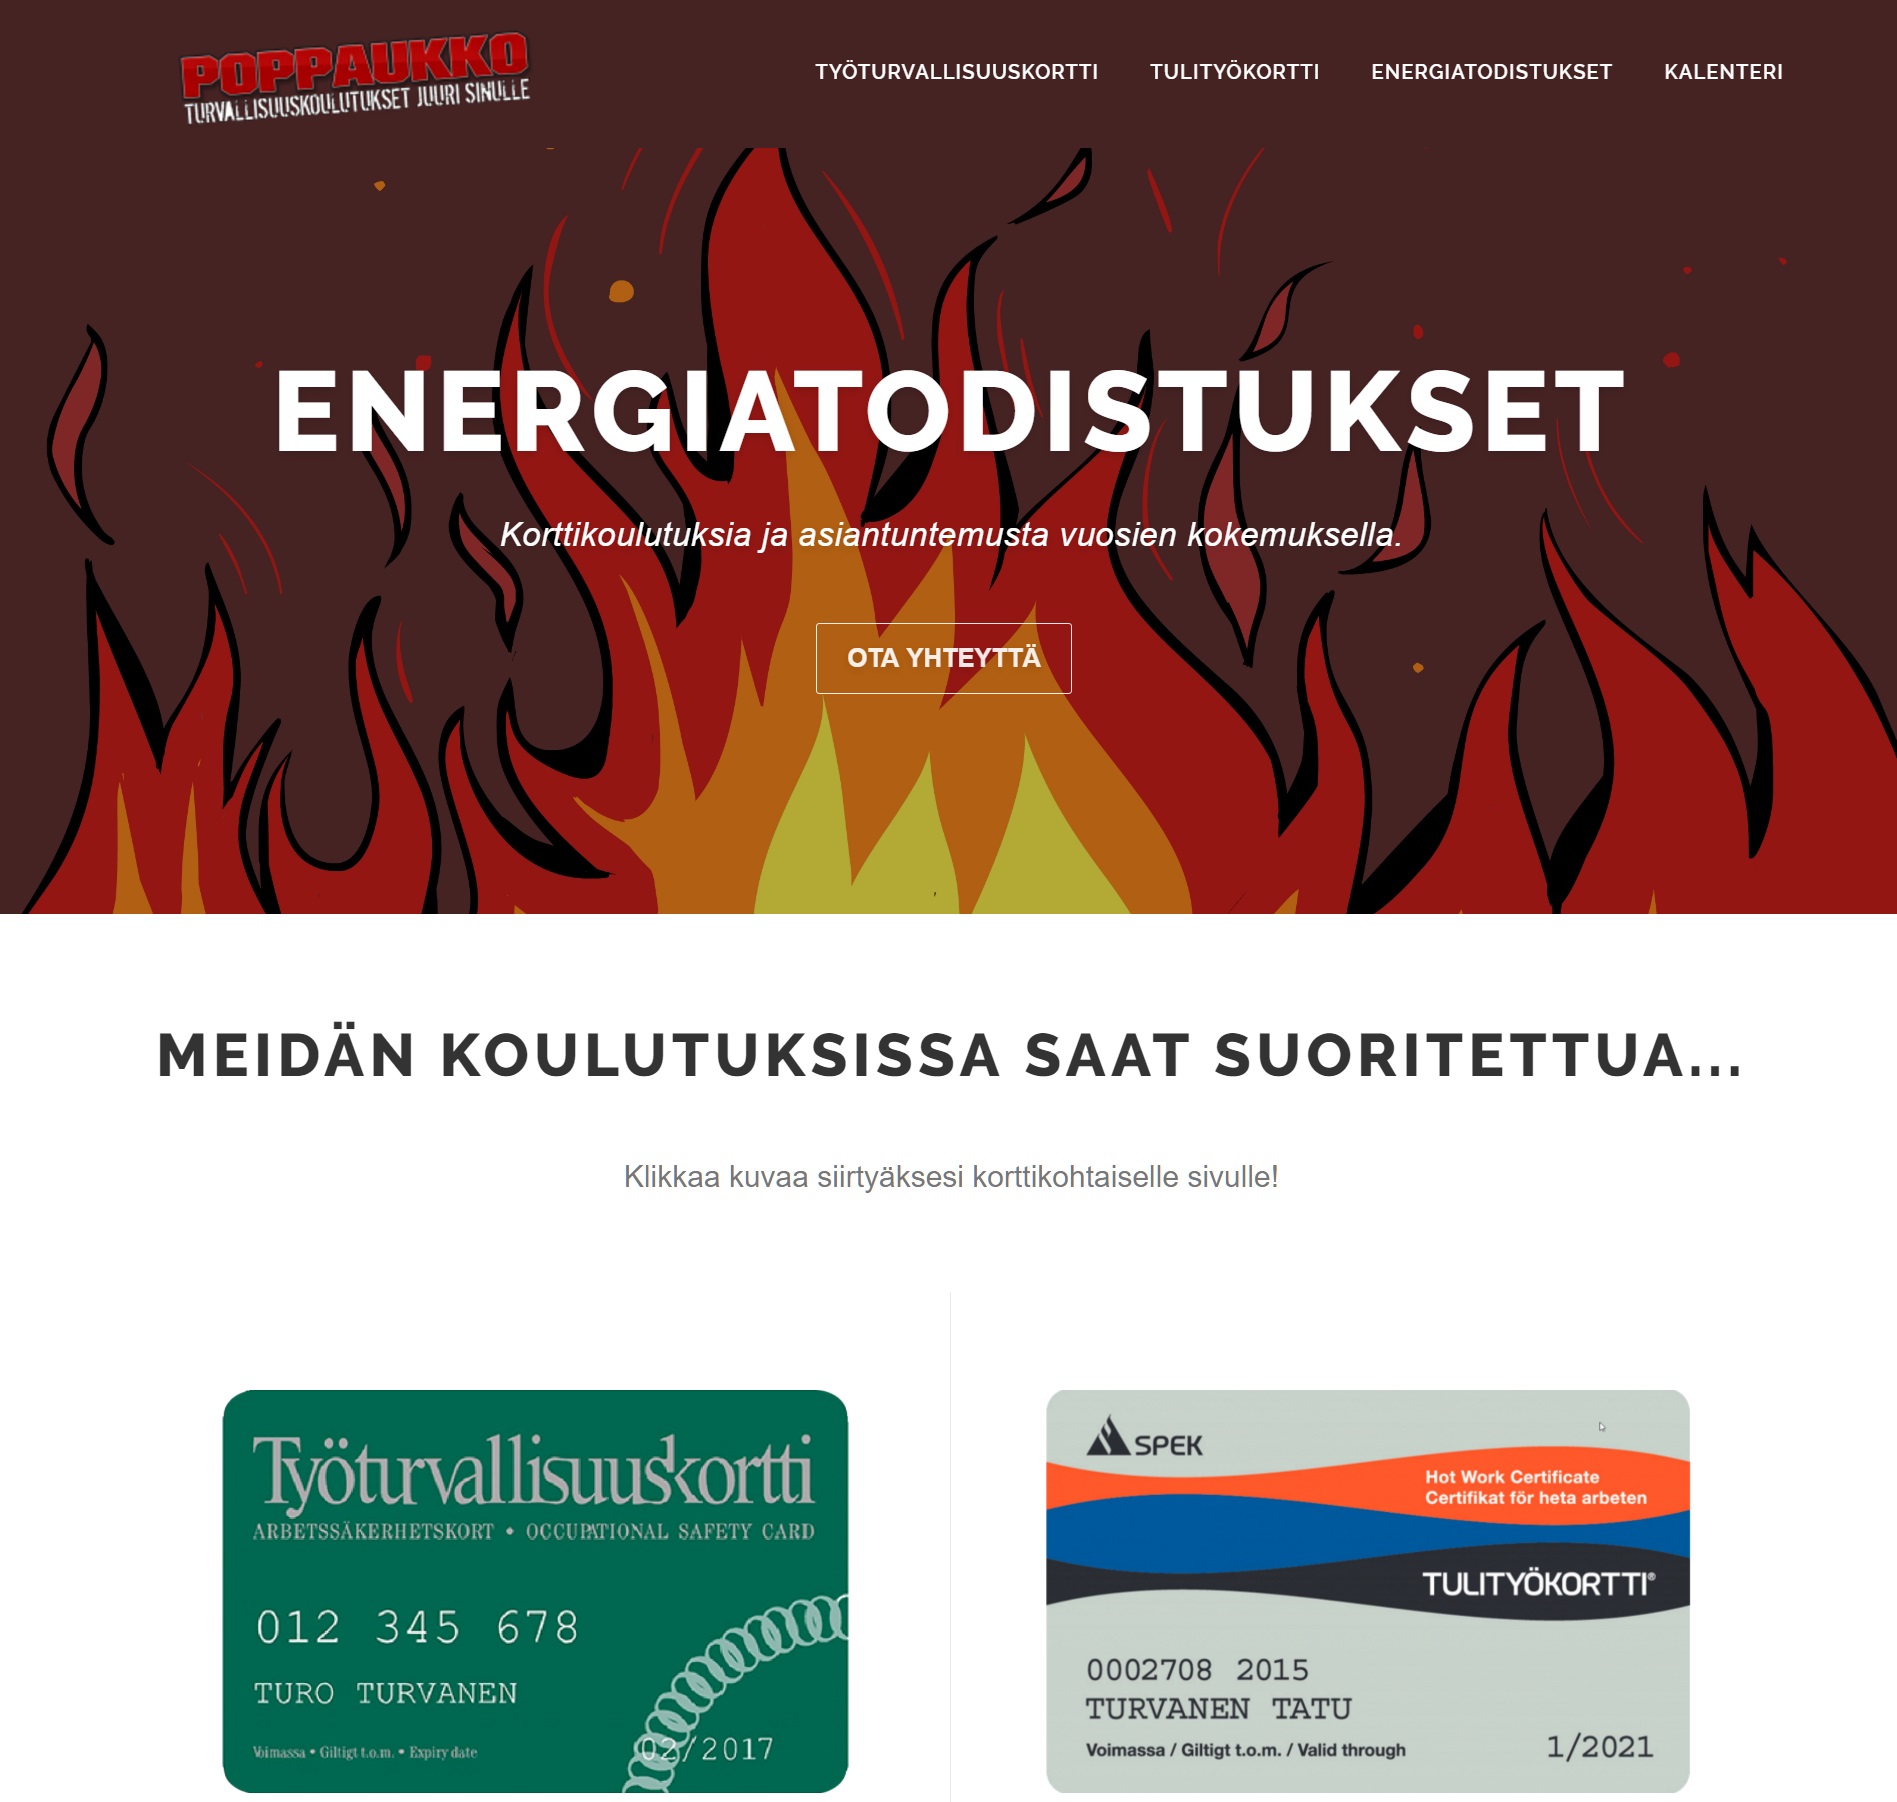 POPPAUKKO
TURVALLISUUSKOULUTUKSET JUURI SINULLE
TYÖTURVALLISUUSKORTTI TULITYÖKORTTI ENERGIATODISTUKSET KALENTERI
ENERGIATODISTUKSET
Korttikoulutuksia ja asiantuntemusta vuosien kokemuksella.
OTA YHTEYTTÄ
MEIDÄN KOULUTUKSISSA SAAT SUORITETTUA...
Klikkaa kuvaa siirtyäksesi korttikohtaiselle sivulle!
Työturvallisuuskortti
ARBETSSÄKERHETSKORT • OCCUPATIONAL SAFETY CARD
012 345 678
TURO TURVANEN
Voimassa • Giltigt t.o.m. • Expiry date 02/2017
SPEK
Hot Work Certificate
Certifikat för heta arbeten
TULITYÖKORTTI®
0002708 2015
TURVANEN TATU
Voimassa / Giltigt t.o.m. / Valid through 1/2021